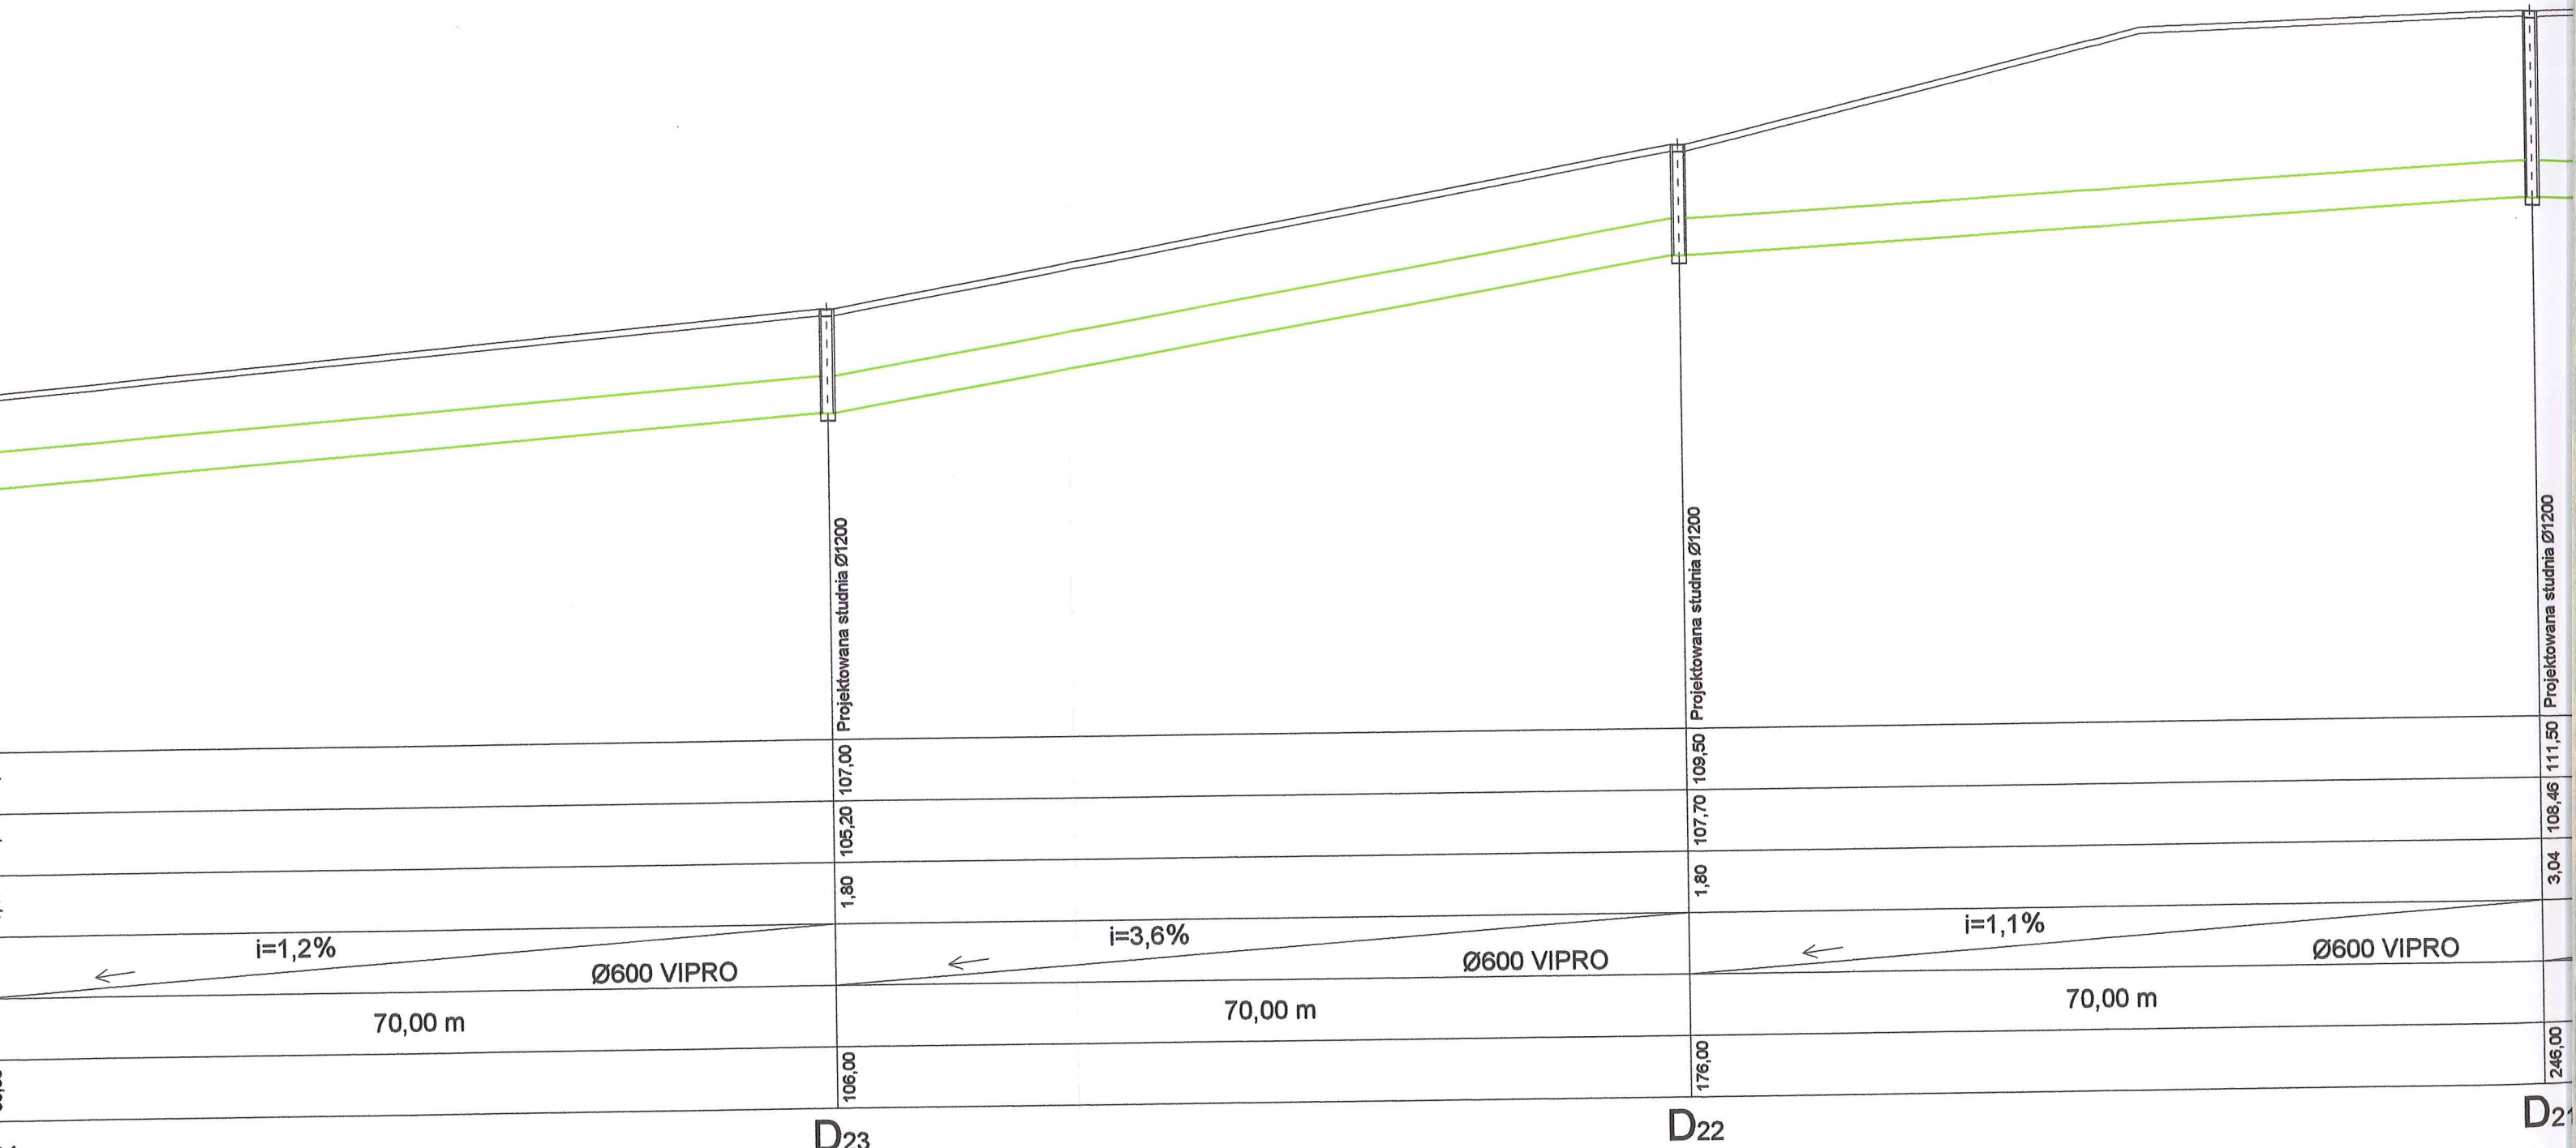 Projektowana studnia Ø1200
Projektowana studnia Ø1200
Projektowana studnia Ø1200
107,00
109,50
111,50
105,20
107,70
108,46
1,80
1,80
3,04
i=1,2%
Ø600 VIPRO
i=3,6%
Ø600 VIPRO
i=1,1%
Ø600 VIPRO
70,00 m
70,00 m
70,00 m
106,00
176,00
246,00
D23
D22
D21